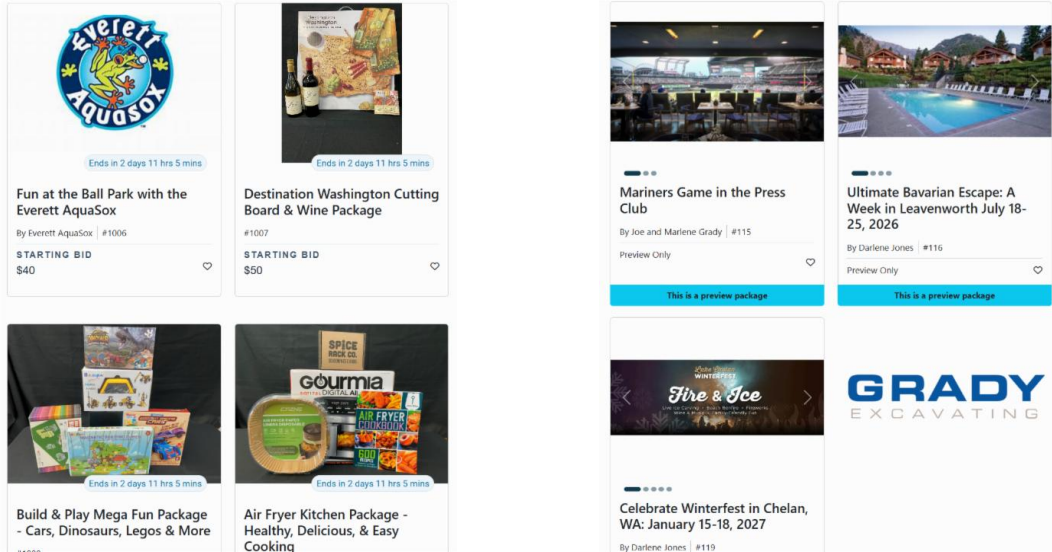 Everett
AquaSox
™
Ends in 2 days 11 hrs 5 mins
Fun at the Ball Park with the
Everett AquaSox
By Everett AquaSox | #1006
STARTING BID
$40
Washington
Ends in 2 days 11 hrs 5 mins
Destination Washington Cutting
Board & Wine Package
#1007
STARTING BID
$50
Ends in 2 days 11 hrs 5 mins
Build & Play Mega Fun Package
- Cars, Dinosaurs, Legos & More
SPICE
RACK CO.
GOURMIA
DIGITAL AIR
AIR FRYER
COOKBOOK
600
Ends in 2 days 11 hrs 5 mins
Air Fryer Kitchen Package -
Healthy, Delicious, & Easy
Cooking
Mariners Game in the Press
Club
By Joe and Marlene Grady | #115
Preview Only
This is a preview package
Ultimate Bavarian Escape: A
Week in Leavenworth July 18-
25, 2026
By Darlene Jones | #116
Preview Only
This is a preview package
Lake Chelan
WINTERFEST
Fire & Ice
Celebrate Winterfest in Chelan,
WA: January 15-18, 2027
By Darlene Jones | #119
GRADY
EXCAVATING